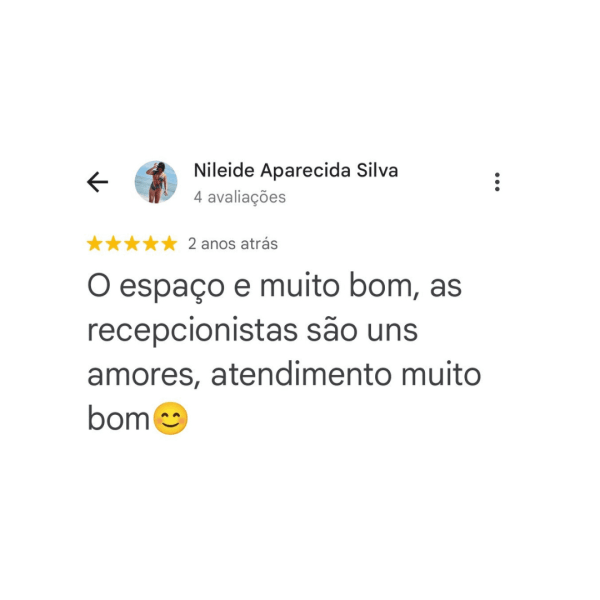 Nileide Aparecida Silva
4 avaliações
2 anos atrás
O espaço e muito bom, as
recepcionistas são uns
amores, atendimento muito
bom😊